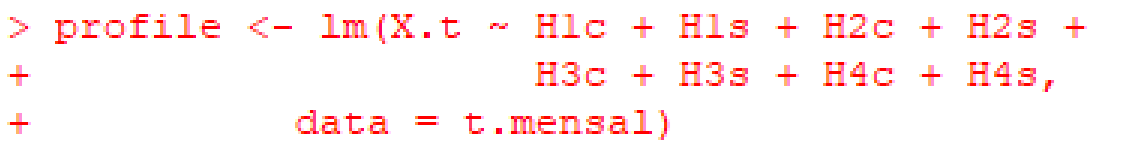 > profile <- lm(X.t ~ H1c + H1s + H2c + H2s +
+ H3c + H3s + H4c + H4s,
+ data = t.mensal)